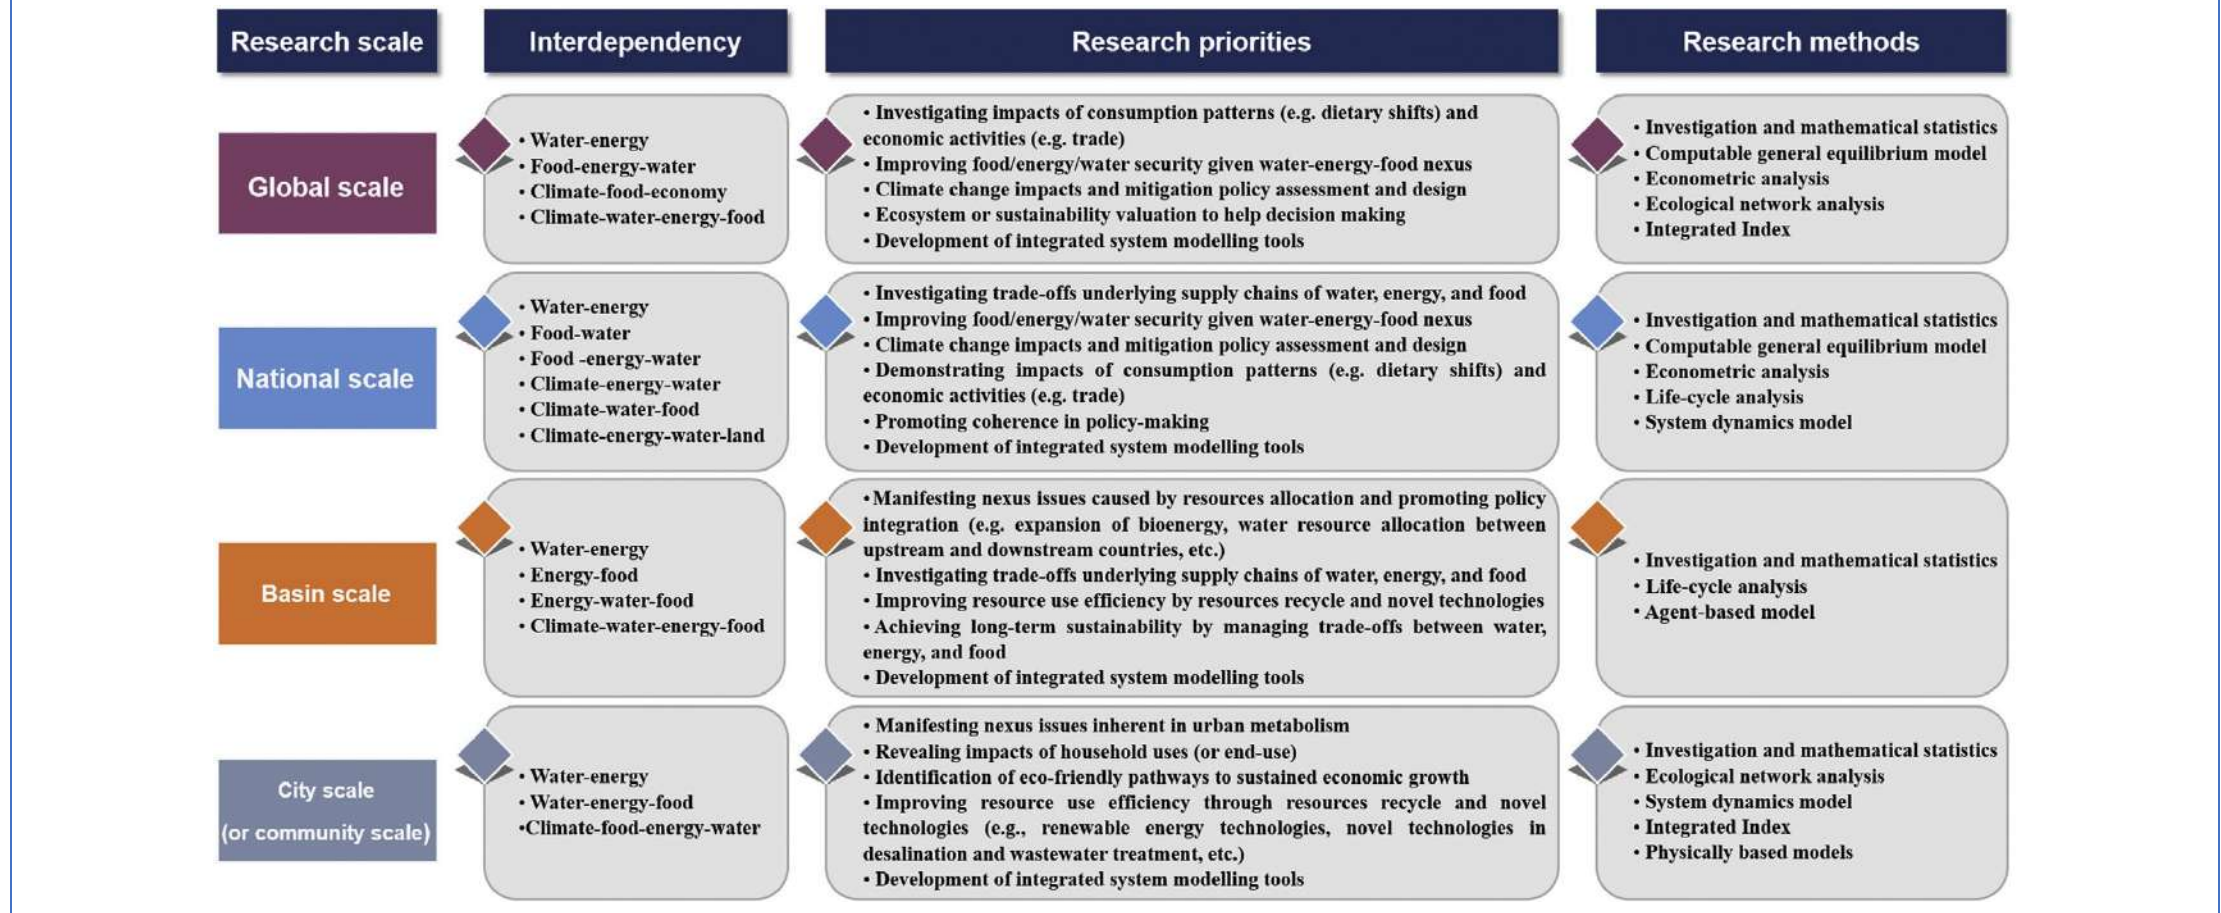 Research scale
Interdependency
Research priorities
Research methods
Global scale
• Water-energy
• Food-energy-water
• Climate-food-economy
• Climate-water-energy-food
• Investigating impacts of consumption patterns (e.g. dietary shifts) and
economic activities (e.g. trade)
• Improving food/energy/water security given water-energy-food nexus
• Climate change impacts and mitigation policy assessment and design
• Ecosystem or sustainability valuation to help decision making
• Development of integrated system modelling tools
• Investigation and mathematical statistics
• Computable general equilibrium model
• Econometric analysis
• Ecological network analysis
• Integrated Index
National scale
• Water-energy
• Food-water
• Food -energy-water
• Climate-energy-water
• Climate-water-food
• Climate-energy-water-land
• Investigating trade-offs underlying supply chains of water, energy, and food
• Improving food/energy/water security given water-energy-food nexus
• Climate change impacts and mitigation policy assessment and design
• Demonstrating impacts of consumption patterns (e.g. dietary shifts) and
economic activities (e.g. trade)
• Promoting coherence in policy-making
• Development of integrated system modelling tools
• Investigation and mathematical statistics
• Computable general equilibrium model
• Econometric analysis
• Life-cycle analysis
• System dynamics model
Basin scale
• Water-energy
• Energy-food
• Energy-water-food
• Climate-water-energy-food
• Manifesting nexus issues caused by resources allocation and promoting policy
integration (e.g. expansion of bioenergy, water resource allocation between
upstream and downstream countries, etc.)
• Investigating trade-offs underlying supply chains of water, energy, and food
• Improving resource use efficiency by resources recycle and novel technologies
• Achieving long-term sustainability by managing trade-offs between water,
energy, and food
• Development of integrated system modelling tools
• Investigation and mathematical statistics
• Life-cycle analysis
• Agent-based model
City scale
(or community scale)
• Water-energy
• Water-energy-food
•Climate-food-energy-water
• Manifesting nexus issues inherent in urban metabolism
• Revealing impacts of household uses (or end-use)
• Identification of eco-friendly pathways to sustained economic growth
• Improving resource use efficiency through resources recycle and novel
technologies (e.g., renewable energy technologies, novel technologies in
desalination and wastewater treatment, etc.)
• Development of integrated system modelling tools
• Investigation and mathematical statistics
• Ecological network analysis
• System dynamics model
• Integrated Index
• Physically based models